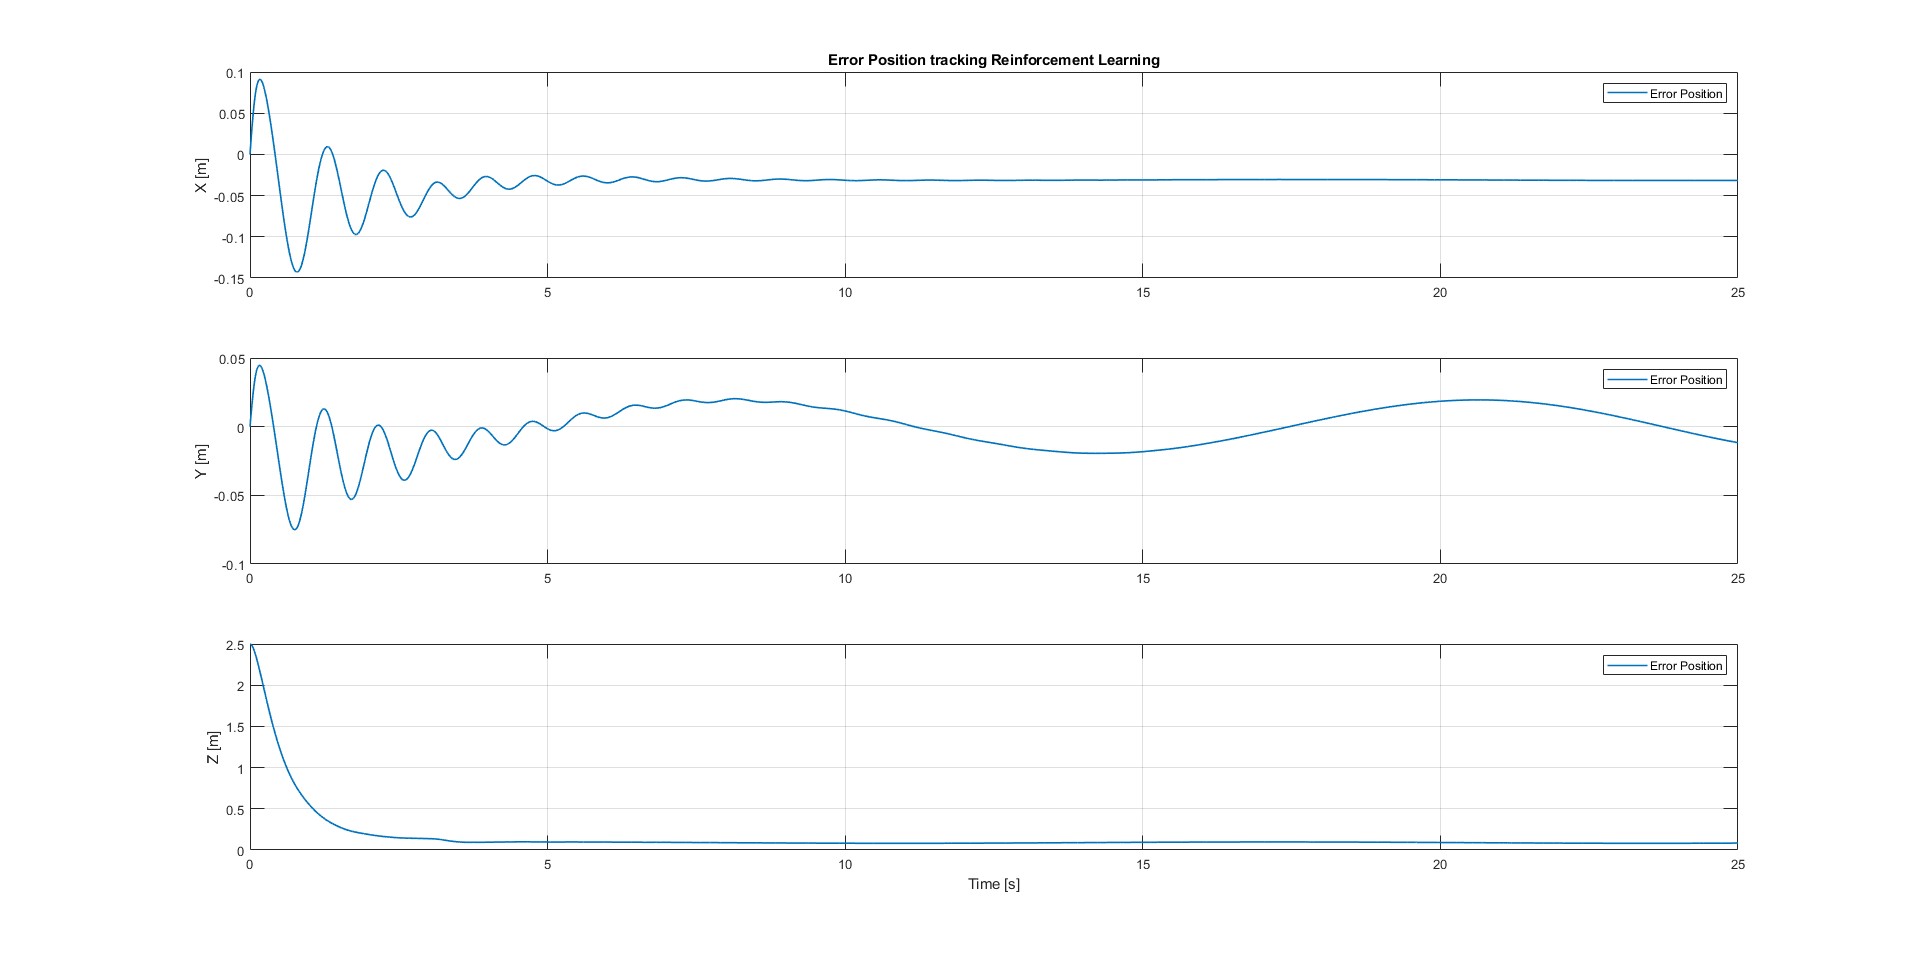 Error Position tracking Reinforcement Learning
0.1
0.05
0
-0.05
-0.1
-0.15
X [m]
Error Position
0 5 10 15 20 25
0.05
0
-0.05
-0.1
Y [m]
Error Position
0 5 10 15 20 25
2.5
2
1.5
1
0.5
0
Z [m]
Error Position
0 5 10 15 20 25
Time [s]